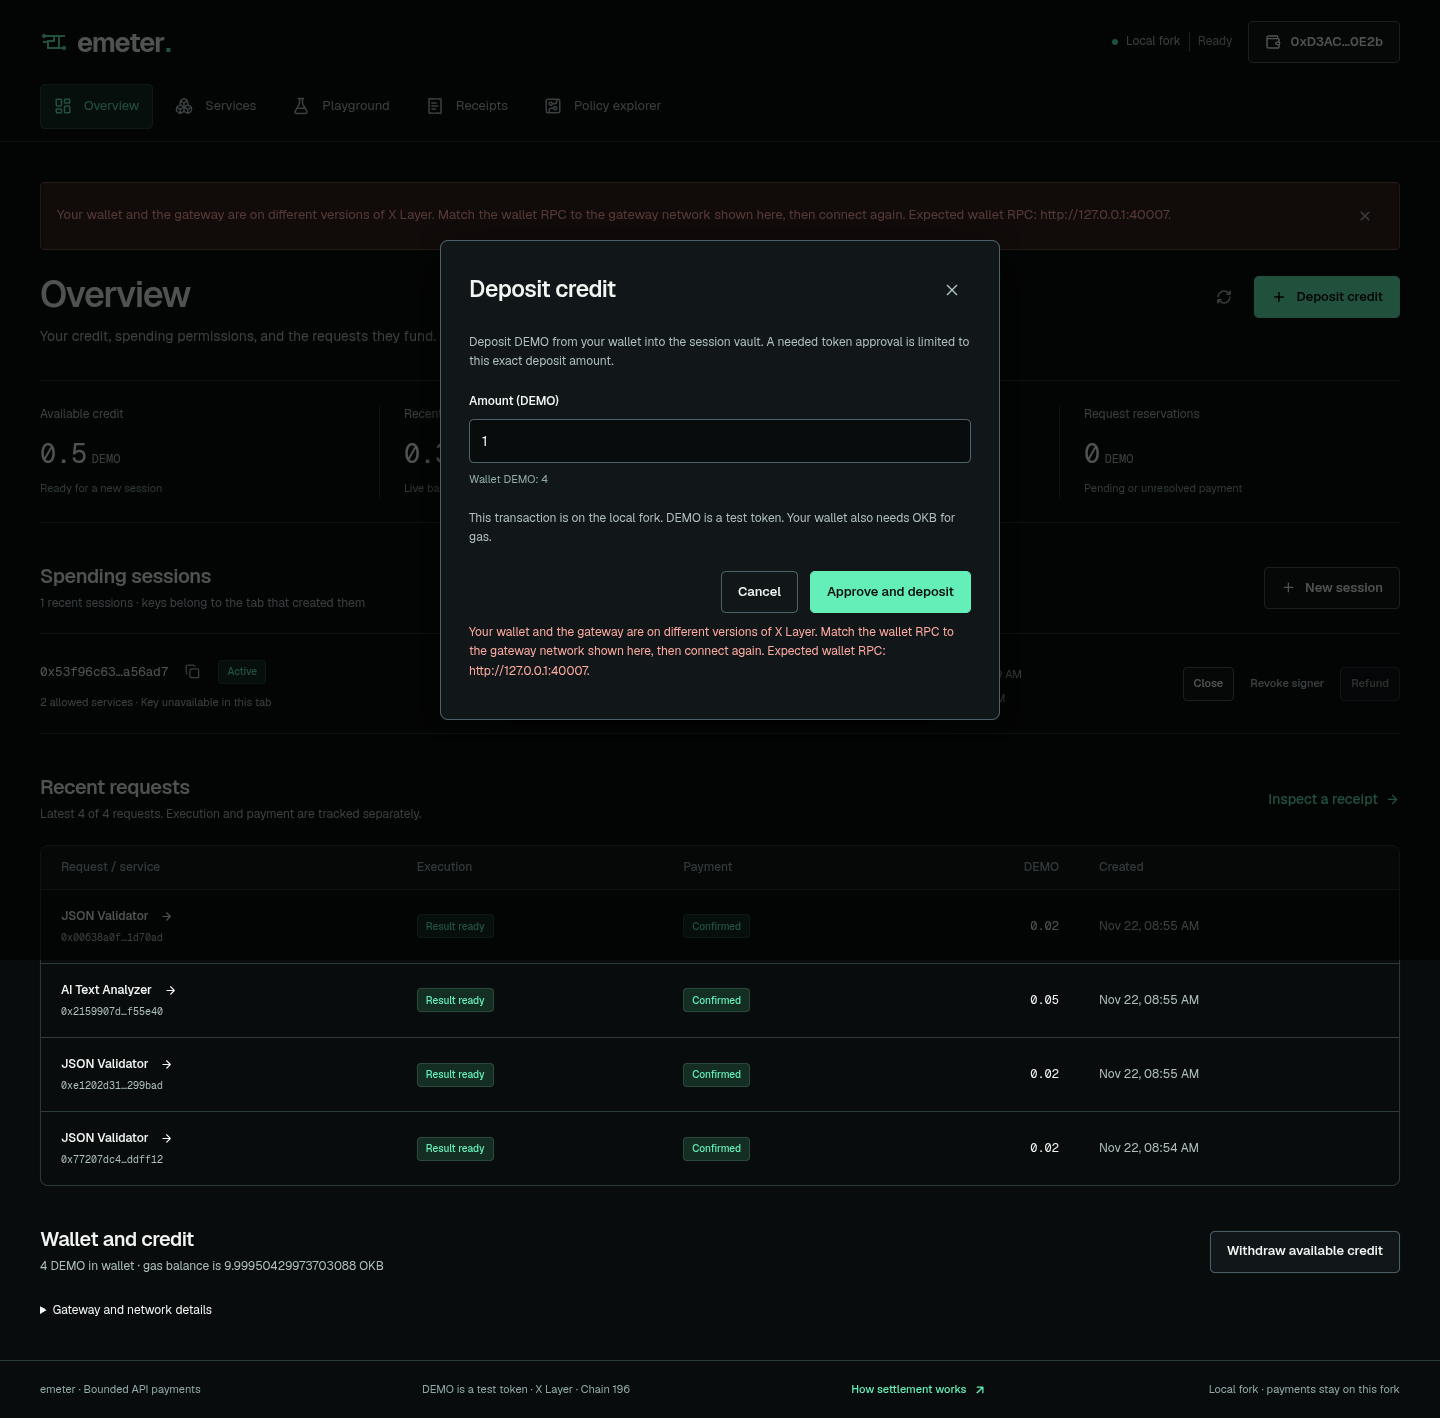 emeter.
Local fork
Ready
0xD3AC...0E2b
Overview
Services
Playground
Receipts
Policy explorer
Your wallet and the gateway are on different versions of X Layer. Match the wallet RPC to the gateway network shown here, then connect again. Expected wallet RPC: http://127.0.0.1:40007.
Overview
Your credit, spending permissions, and the requests they fund.
Deposit credit
Deposit credit
Deposit DEMO from your wallet into the session vault. A needed token approval is limited to
this exact deposit amount.
Amount (DEMO)
1
Wallet DEMO: 4
This transaction is on the local fork. DEMO is a test token. Your wallet also needs OKB for
gas.
Cancel
Approve and deposit
Your wallet and the gateway are on different versions of X Layer. Match the wallet RPC to
the gateway network shown here, then connect again. Expected wallet RPC:
http://127.0.0.1:40007.
Available credit
0.5 DEMO
Ready for a new session
Recent
Live
Request reservations
0 DEMO
Pending or unresolved payment
Spending sessions
1 recent sessions · keys belong to the tab that created them
New session
0x53f96c63…a56ad7
Active
2 allowed services · Key unavailable in this tab
AM
Close
Revoke signer
Refund
Recent requests
Latest 4 of 4 requests. Execution and payment are tracked separately.
Inspect a receipt
Request / service
Execution
Payment
DEMO
Created
JSON Validator
0x00638a0f…1d70ad
Result ready
Confirmed
0.02
Nov 22, 08:55 AM
AI Text Analyzer
0x2159907d…f55e40
Result ready
Confirmed
0.05
Nov 22, 08:55 AM
JSON Validator
0xe1202d31…299bad
Result ready
Confirmed
0.02
Nov 22, 08:55 AM
JSON Validator
0x77207dc4…ddff12
Result ready
Confirmed
0.02
Nov 22, 08:54 AM
Wallet and credit
4 DEMO in wallet · gas balance is 9.99950429973703088 OKB
Withdraw available credit
Gateway and network details
emeter · Bounded API payments
DEMO is a test token · X Layer · Chain 196
How settlement works
Local fork · payments stay on this fork